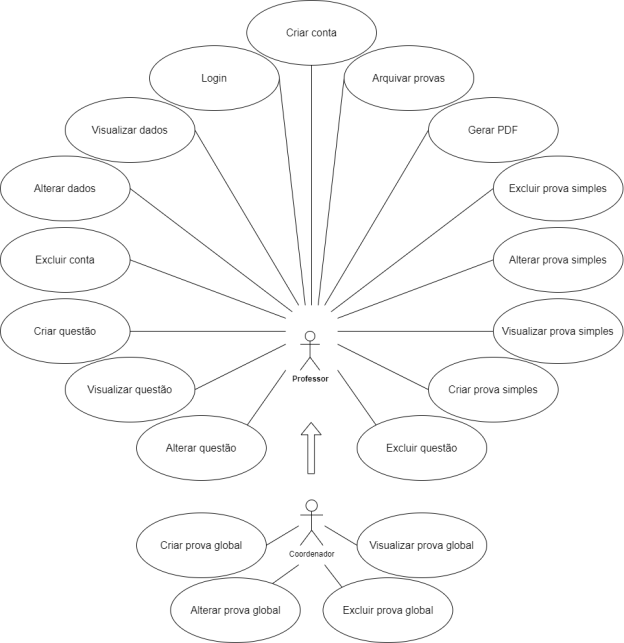 Criar conta
Login
Arquivar provas
Visualizar dados
Gerar PDF
Alterar dados
Excluir prova simples
Excluir conta
Alterar prova simples
Criar questão
Visualizar prova simples
Professor
Visualizar questão
Criar prova simples
Alterar questão
Excluir questão
Criar prova global
Visualizar prova global
Coordenador
Alterar prova global
Excluir prova global